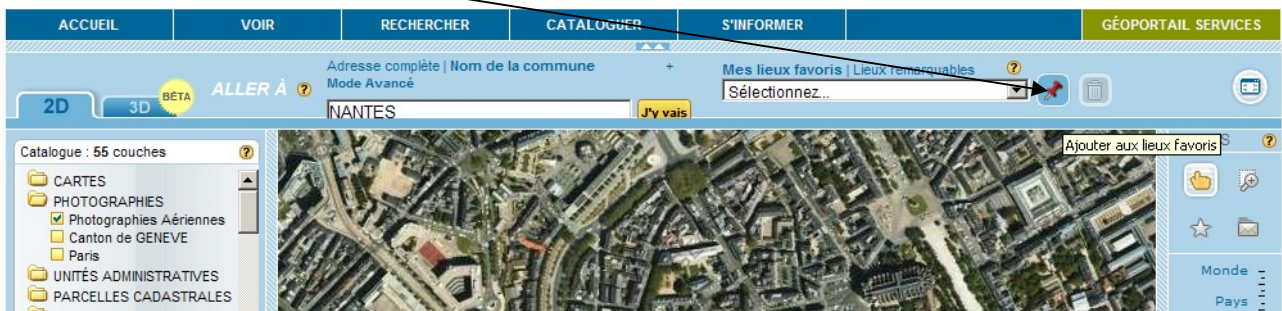 ACCUEIL VOIR RECHERCHER CATALOGUER S'INFORMER GÉOPORTAIL SERVICES
2D 3D BÉTA ALLER À ?
Adresse complète | Nom de la commune +
Mode Avancé
NANTES J'y vais
Mes lieux favoris | Lieux remarquables ?
Sélectionnez...
Ajouter aux lieux favoris S ?
Catalogue : 55 couches ?
CARTES
PHOTOGRAPHIES
Photographies Aériennes
Canton de GENEVE
Paris
UNITÉS ADMINISTRATIVES
PARCELLES CADASTRALES
Monde
Pays